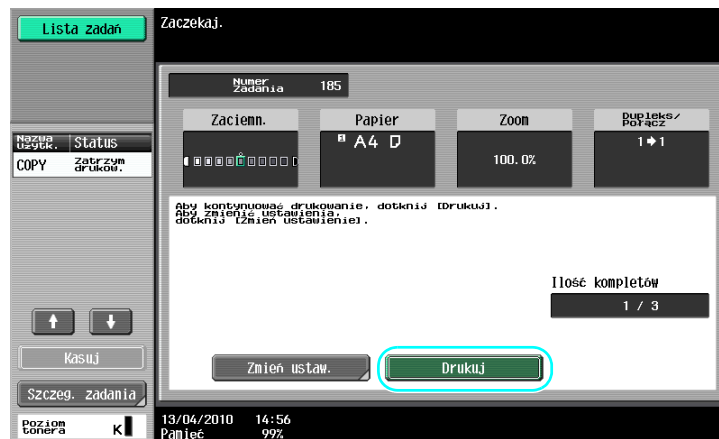 Lista zadań
Zaczekaj.
Numer
Zadania
185
Zaciemn.
Papier
Zoom
Dupleks/
Połącz
Nazwa
użytk.
Status
COPY
Zatrzym
drukow.
A4
100.0%
1➧1
Aby kontynuować drukowanie, dotknij [Drukuj].
Aby zmienić ustawienia,
dotknij [Zmień ustawienie].
Ilość kompletów
1 / 3
Kasuj
Zmień ustaw.
Drukuj
Szczeg. zadania
Poziom
tonera
K
13/04/2010 14:56
Pamięć 99%